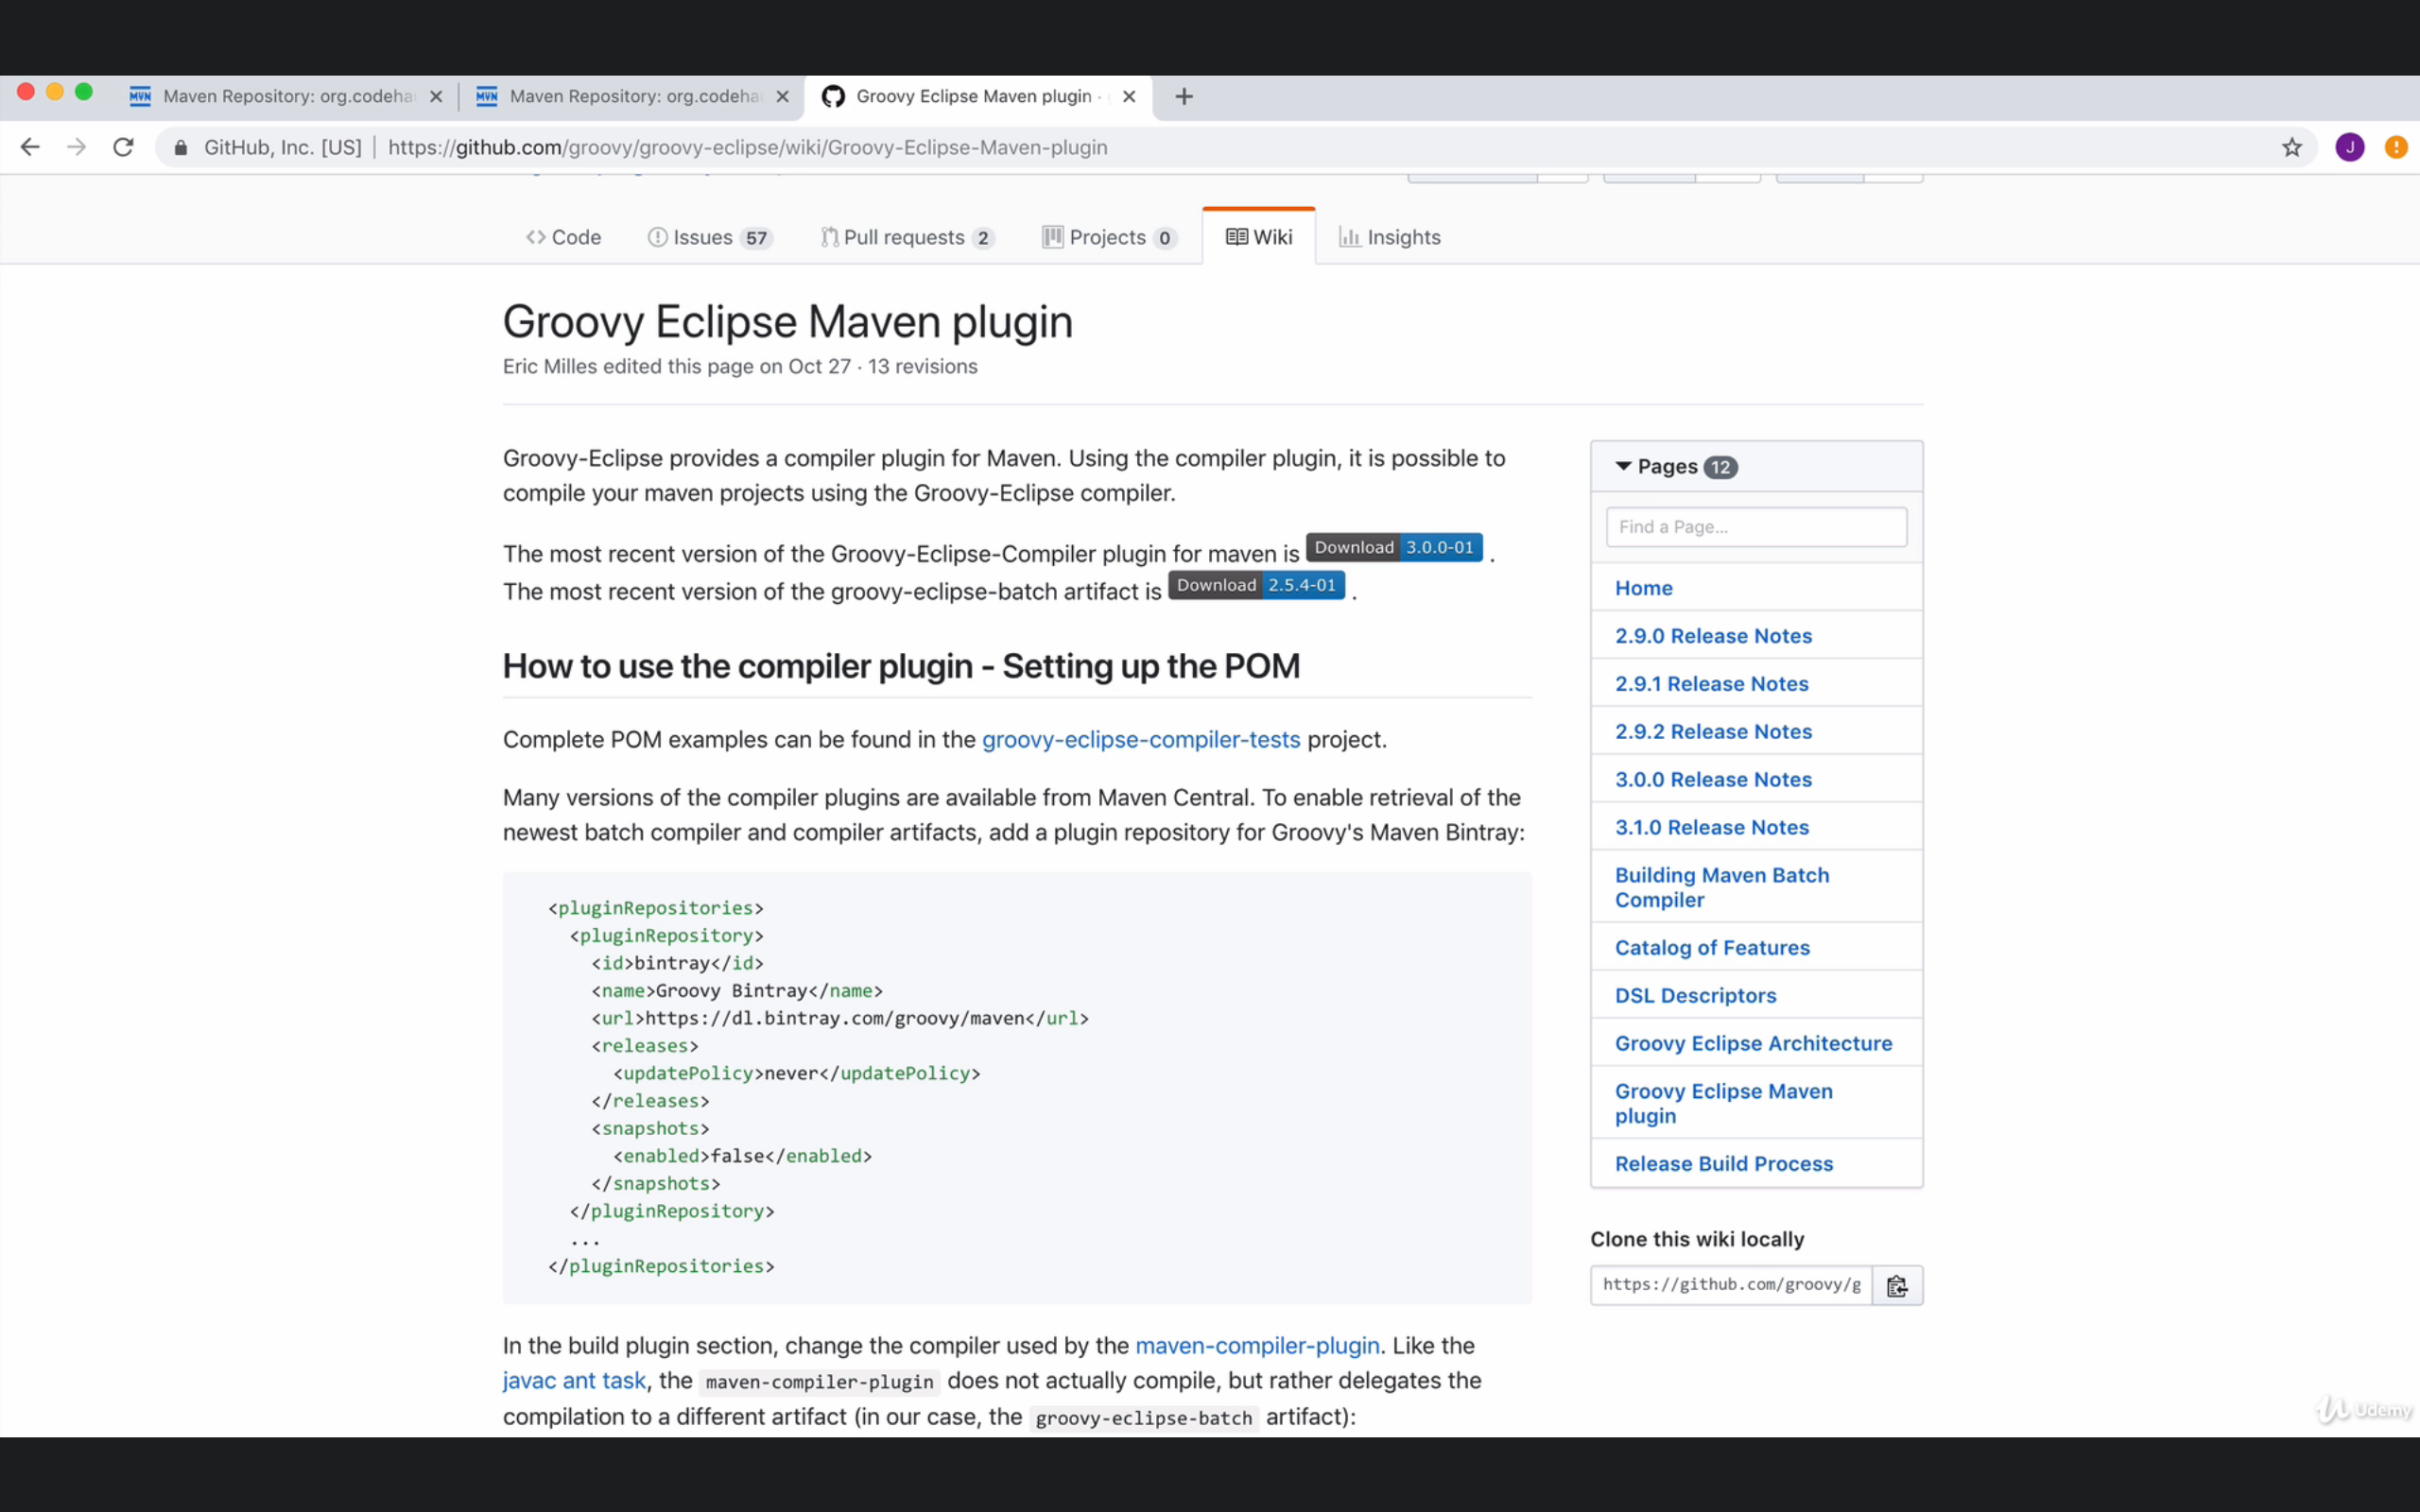 Maven Repository: org.codeha
Maven Repository: org.codeha
Groovy Eclipse Maven plugin ·
GitHub, Inc. [US] | https://github.com/groovy/groovy-eclipse/wiki/Groovy-Eclipse-Maven-plugin
J
Code
Issues 57
Pull requests 2
Projects 0
Wiki
Insights
Groovy Eclipse Maven plugin
Eric Milles edited this page on Oct 27 · 13 revisions
Groovy-Eclipse provides a compiler plugin for Maven. Using the compiler plugin, it is possible to
compile your maven projects using the Groovy-Eclipse compiler.
The most recent version of the Groovy-Eclipse-Compiler plugin for maven is Download 3.0.0-01 .
The most recent version of the groovy-eclipse-batch artifact is Download 2.5.4-01 .
How to use the compiler plugin - Setting up the POM
Complete POM examples can be found in the groovy-eclipse-compiler-tests project.
Many versions of the compiler plugins are available from Maven Central. To enable retrieval of the
newest batch compiler and compiler artifacts, add a plugin repository for Groovy's Maven Bintray:
<pluginRepositories>
<pluginRepository>
<id>bintray</id>
<name>Groovy Bintray</name>
<url>https://dl.bintray.com/groovy/maven</url>
<releases>
<updatePolicy>never</updatePolicy>
</releases>
<snapshots>
<enabled>false</enabled>
</snapshots>
</pluginRepository>
...
</pluginRepositories>
In the build plugin section, change the compiler used by the maven-compiler-plugin. Like the
javac ant task, the maven-compiler-plugin does not actually compile, but rather delegates the
compilation to a different artifact (in our case, the groovy-eclipse-batch artifact):
Pages 12
Find a Page...
Home
2.9.0 Release Notes
2.9.1 Release Notes
2.9.2 Release Notes
3.0.0 Release Notes
3.1.0 Release Notes
Building Maven Batch
Compiler
Catalog of Features
DSL Descriptors
Groovy Eclipse Architecture
Groovy Eclipse Maven
plugin
Release Build Process
Clone this wiki locally
https://github.com/groovy/g
Udemy